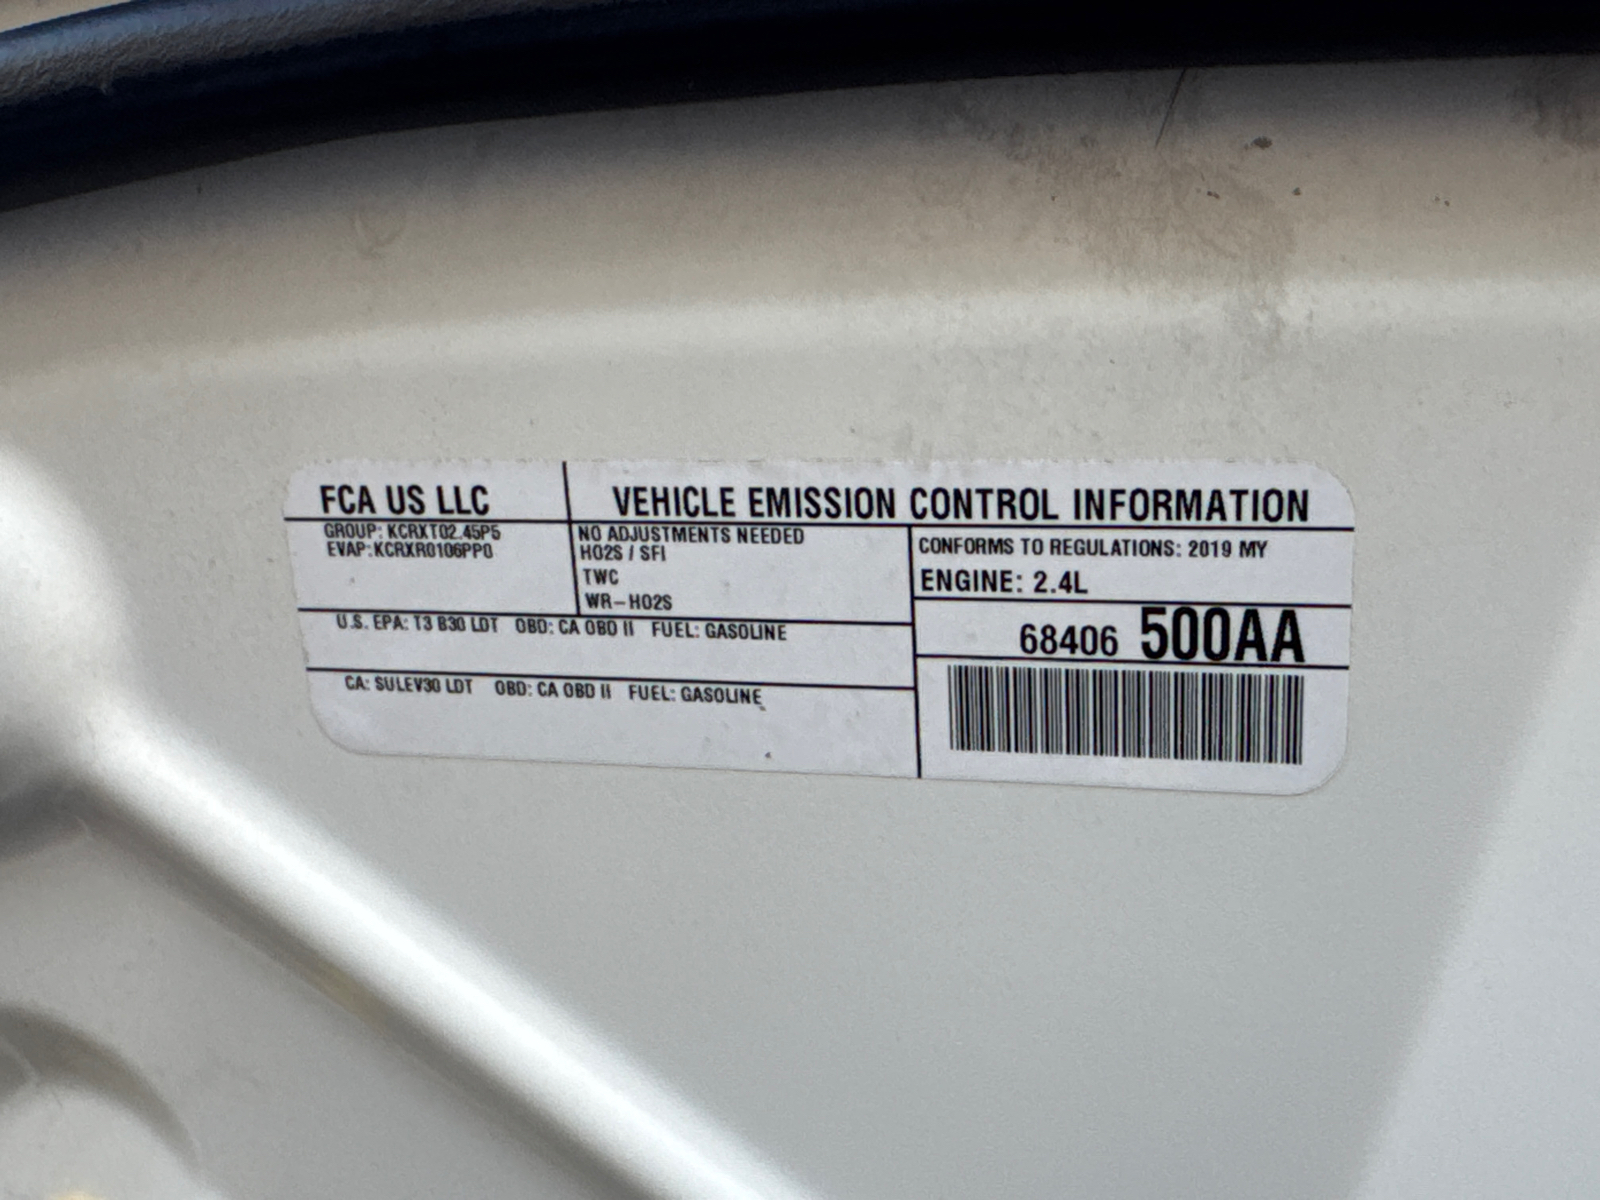 FCA US LLC
VEHICLE EMISSION CONTROL INFORMATION
GROUP: KCRXT02.45P5
EVAP:KCRXR0106PP0
NO ADJUSTMENTS NEEDED
HO2S / SFI
TWC
WR-HO2S
CONFORMS TO REGULATIONS: 2019 MY
ENGINE: 2.4L
68406 500AA
U.S. EPA: T3 B30 LDT OBD: CA OBD II FUEL: GASOLINE
CA: SULEV30 LDT OBD: CA OBD II FUEL: GASOLINE